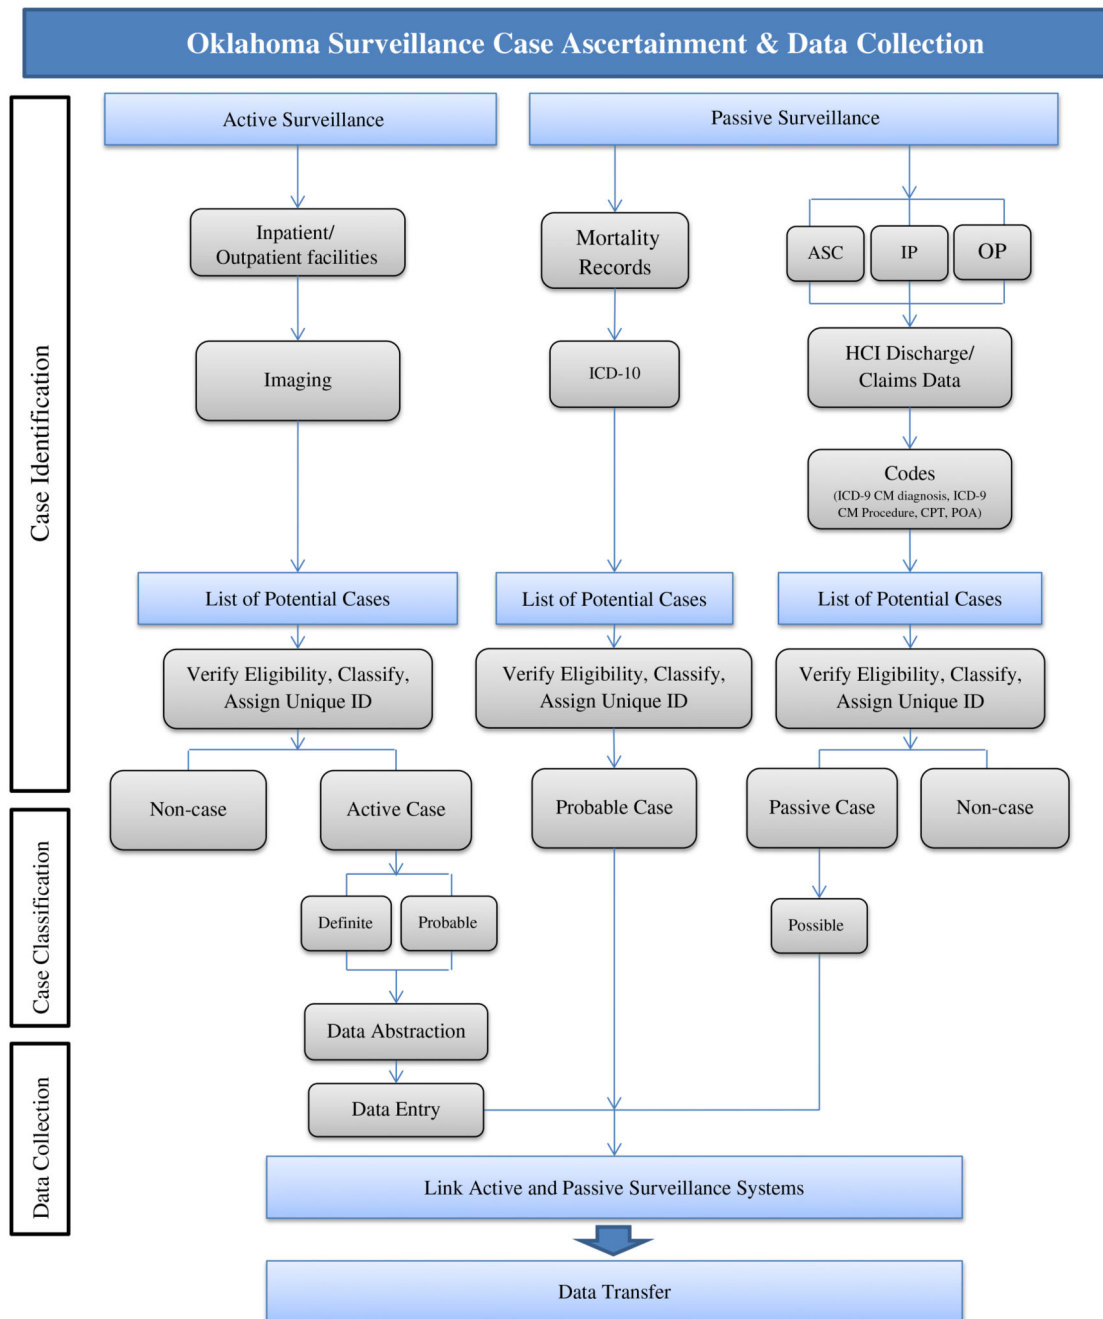 Oklahoma Surveillance Case Ascertainment & Data Collection
Case Identification
Active Surveillance
Passive Surveillance
Inpatient/
Outpatient facilities
Mortality
Records
ASC
IP
OP
Imaging
ICD-10
HCI Discharge/
Claims Data
Codes
(ICD-9 CM diagnosis, ICD-9
CM Procedure, CPT, POA)
List of Potential Cases
List of Potential Cases
List of Potential Cases
Verify Eligibility, Classify,
Assign Unique ID
Verify Eligibility, Classify,
Assign Unique ID
Verify Eligibility, Classify,
Assign Unique ID
Non-case
Active Case
Probable Case
Passive Case
Non-case
Case Classification
Definite
Probable
Possible
Data Abstraction
Data Collection
Data Entry
Link Active and Passive Surveillance Systems
Data Transfer